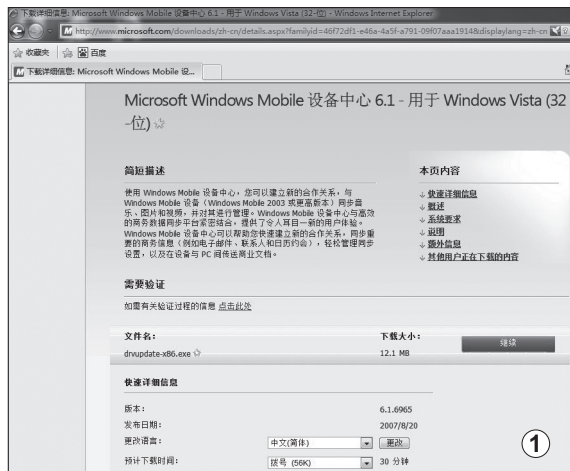 下载详细信息: Microsoft Windows Mobile 设备中心 6.1 - 用于 Windows Vista (32-位) - Windows Internet Explorer
http://www.microsoft.com/downloads/zh-cn/details.aspx?familyid=46f72df1-e46a-4a5f-a791-09f07aaa1914&displaylang=zh-cn
收藏夹 百度
下载详细信息: Microsoft Windows Mobile 设...
Microsoft Windows Mobile 设备中心 6.1 - 用于 Windows Vista (32
-位)
简短描述
使用 Windows Mobile 设备中心，您可以建立新的合作关系，与
Windows Mobile 设备（Windows Mobile 2003 或更高版本）同步音
乐、图片和视频，并对其进行管理。Windows Mobile 设备中心与高效
的商务数据同步平台紧密结合，提供了令人耳目一新的用户体验。
Windows Mobile 设备中心可以帮助您快速建立新的合作关系，同步重
要的商务信息（例如电子邮件、联系人和日历约会），轻松管理同步
设置，以及在设备与 PC 间传送商业文档。
本页内容
快速详细信息
概述
系统要求
说明
额外信息
其他用户正在下载的内容
需要验证
如需有关验证过程的信息 点击此处
文件名: 下载大小: 继续
drvupdate-x86.exe 12.1 MB
快速详细信息
版本: 6.1.6965
发布日期: 2007/8/20
更改语言: 中文(简体) 更改
预计下载时间: 拨号 (56K) 30 分钟
1